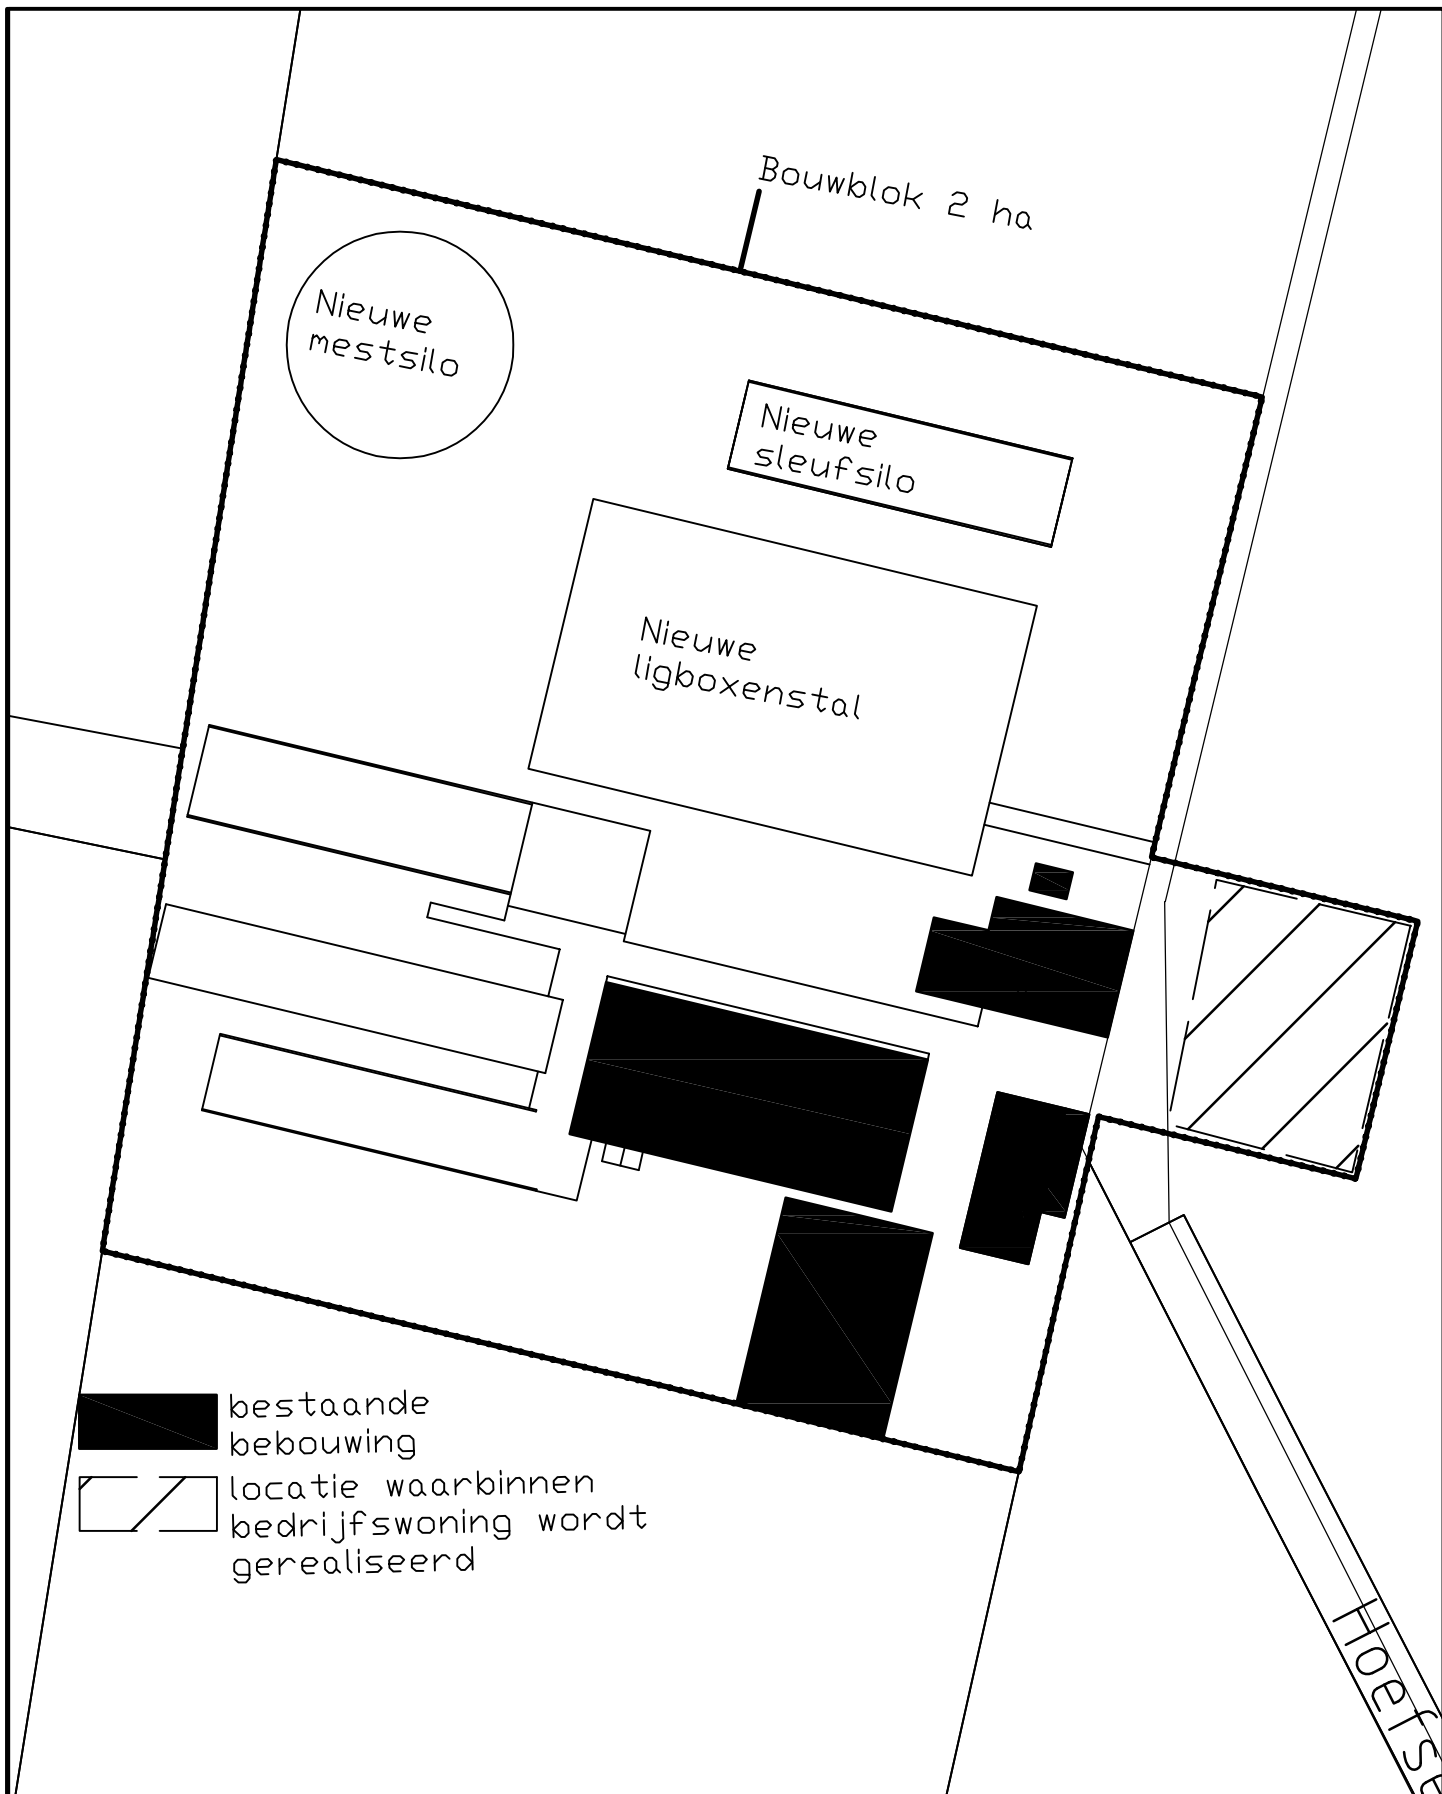 Bouwblok 2 ha
Nieuwe
mestsilo
Nieuwe
sleufsilo
Nieuwe
ligboxenstal
bestaande
bebouwing
locatie waarbinnen
bedrijfswoning wordt
gerealiseerd
Hoefse